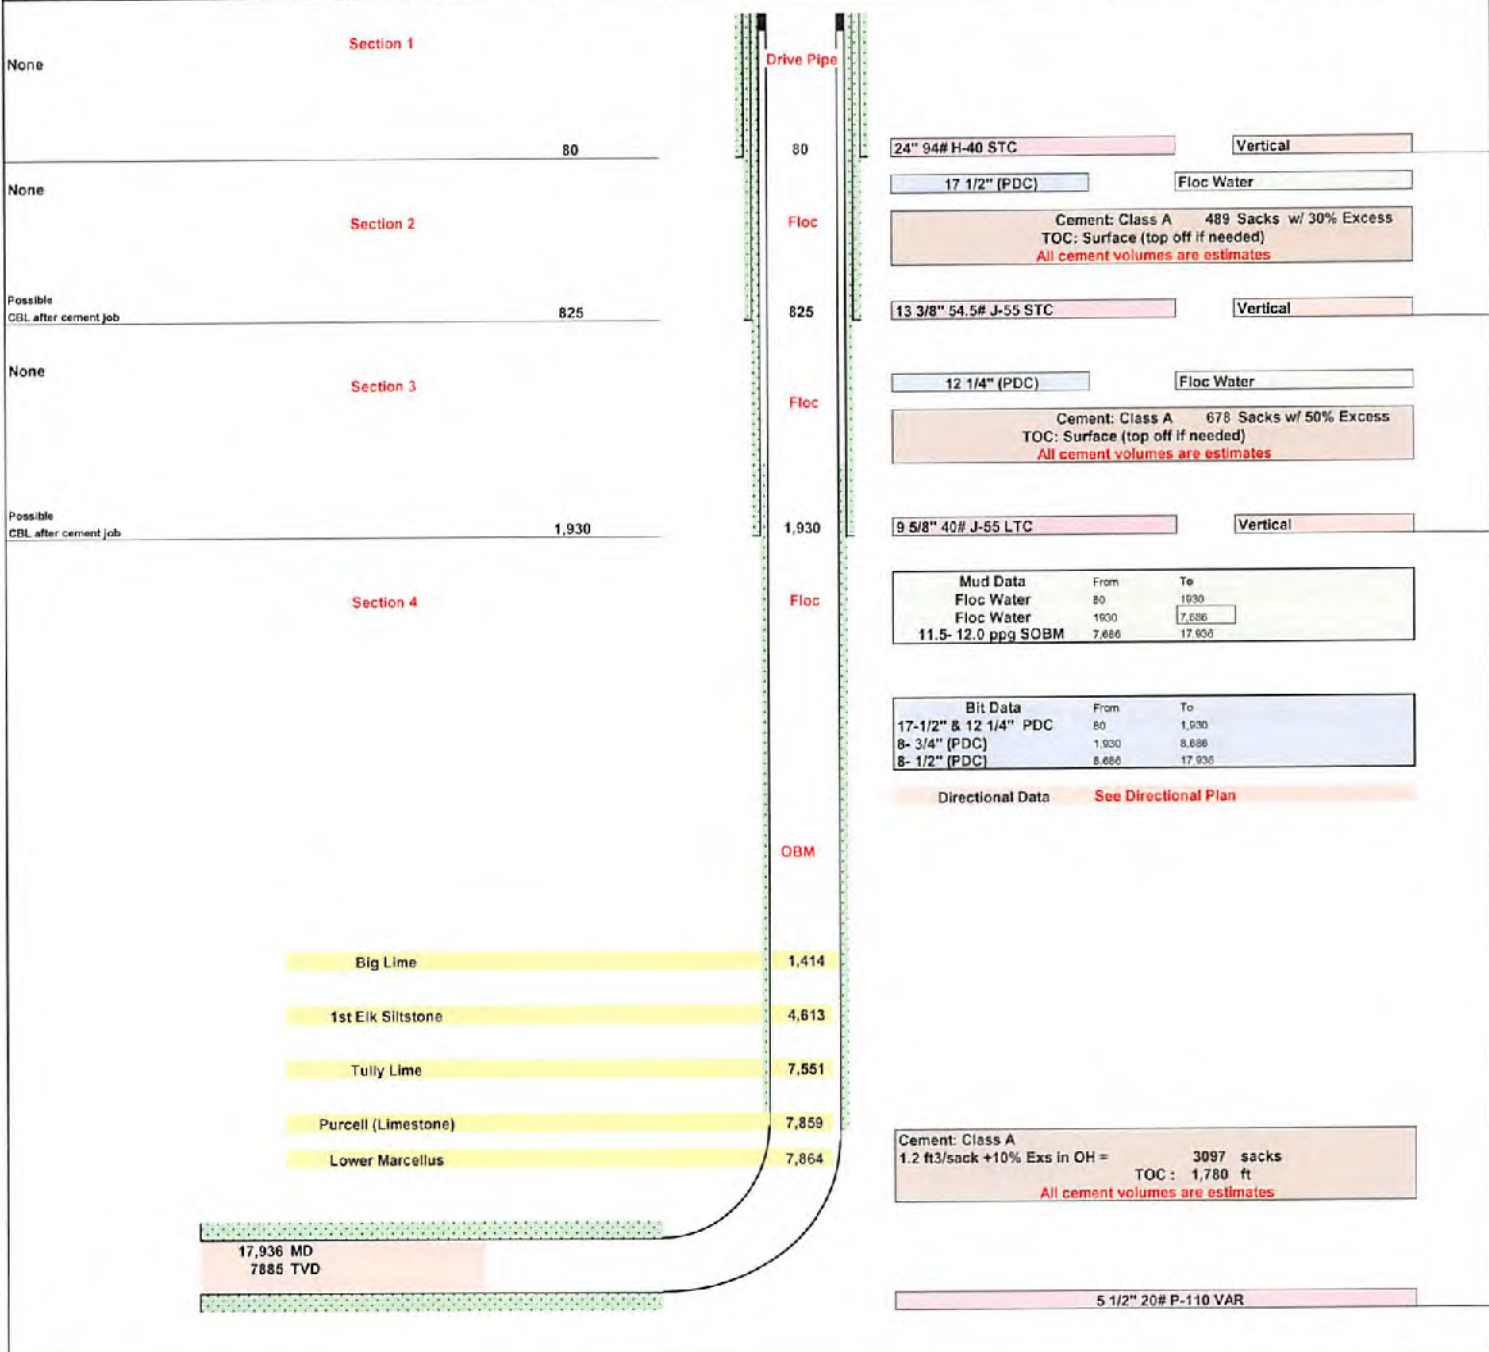 Section 1
Drive Pipe
None
80
80
24" 94# H-40 STC
Vertical
None
17 1/2" (PDC)
Floc Water
Section 2
Floc
Cement: Class A 489 Sacks w/ 30% Excess
TOC: Surface (top off if needed)
All cement volumes are estimates
Possible
CBL after cement job
825
825
13 3/8" 54.5# J-55 STC
Vertical
None
Section 3
12 1/4" (PDC)
Floc Water
Floc
Cement: Class A 678 Sacks w/ 50% Excess
TOC: Surface (top off if needed)
All cement volumes are estimates
Possible
CBL after cement job
1,930
1,930
9 5/8" 40# J-55 LTC
Vertical
Section 4
Floc
Mud Data From To
Floc Water 80 1930
Floc Water 1930 7,686
11.5- 12.0 ppg SOBM 7,686 17,936
Bit Data From To
17-1/2" & 12 1/4" PDC 80 1,930
8- 3/4" (PDC) 1,930 8,686
8- 1/2" (PDC) 8,686 17,936
Directional Data See Directional Plan
OBM
Big Lime 1,414
1st Elk Siltstone 4,613
Tully Lime 7,551
Purcell (Limestone) 7,859
Lower Marcellus 7,864
Cement: Class A
1.2 ft3/sack +10% Exs in OH = 3097 sacks
TOC : 1,780 ft
All cement volumes are estimates
17,936 MD
7885 TVD
5 1/2" 20# P-110 VAR